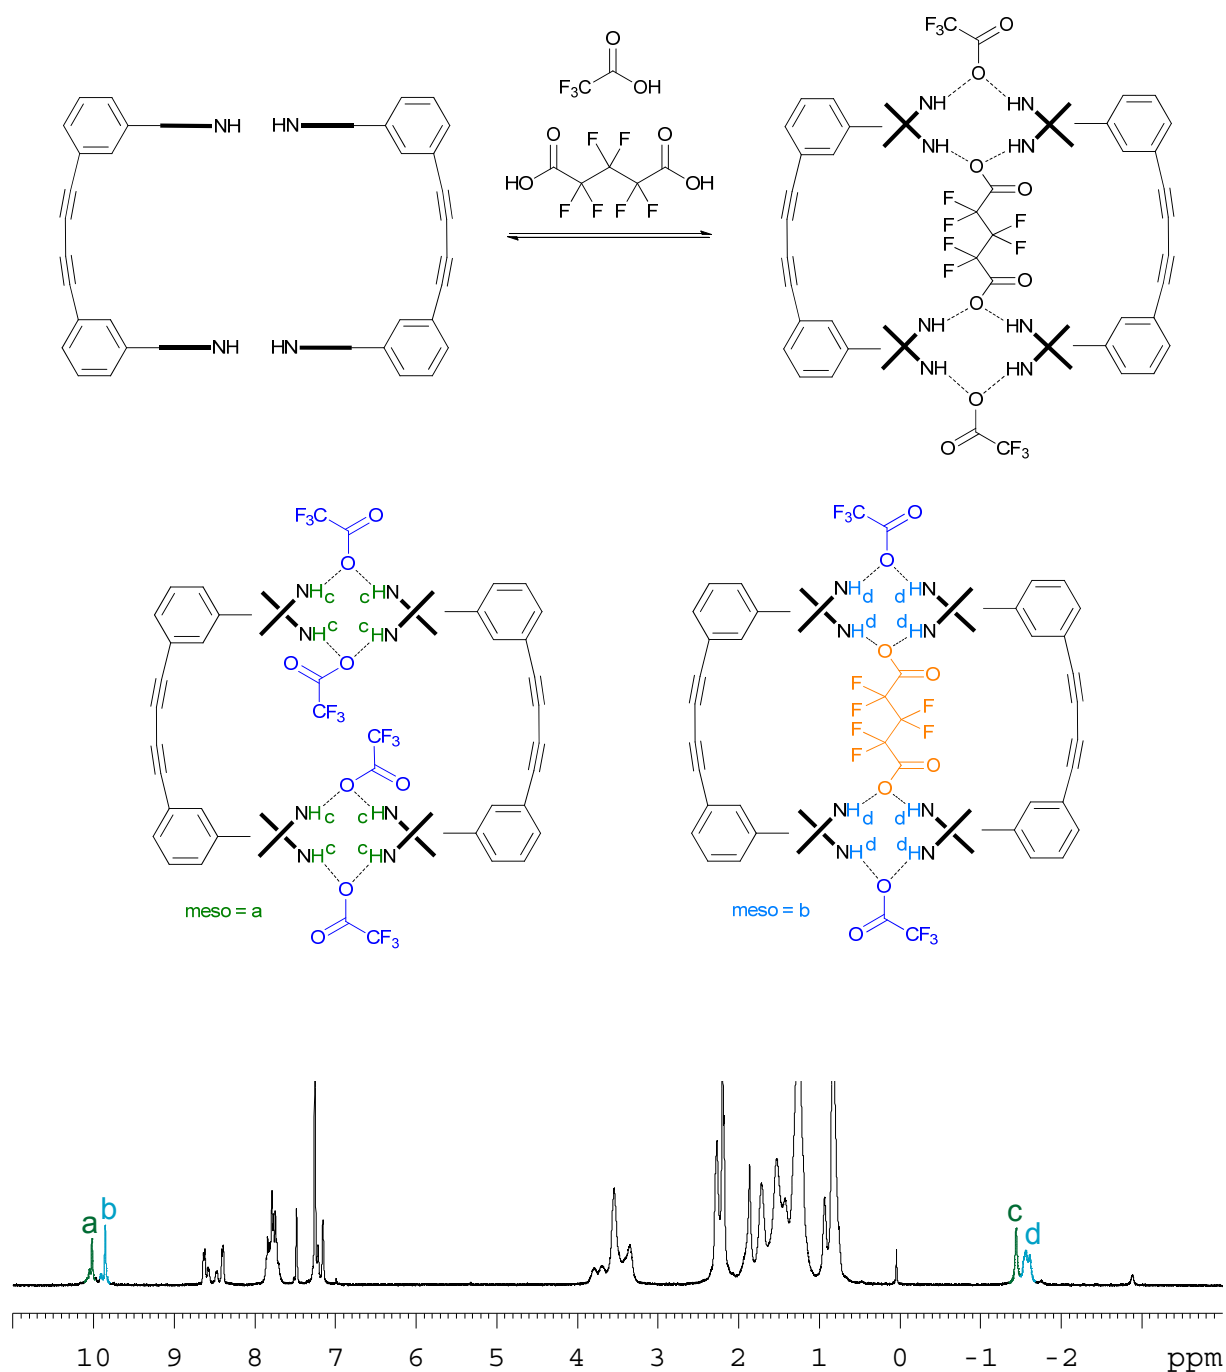 F₃C O
O
O
F₃C OH
NH HN
NH HN
NH HN
O
O O
HO OH
F F
F F F F
O
F
F
F
F
F
F
O
O
NH HN
NH HN
NH HN
O
O CF₃
F₃C O
O
NHc cHN
NHc cHN
O O
CF₃
CF₃
O O
NHc cHN
NHc cHN
O
O CF₃
meso = a
F₃C O
O
NHd dHN
NHd dHN
O
O
F
F
F
F
F
F
O
O
NHd dHN
NHd dHN
O
O CF₃
meso = b
a b c d
10 9 8 7 6 5 4 3 2 1 0 -1 -2 ppm